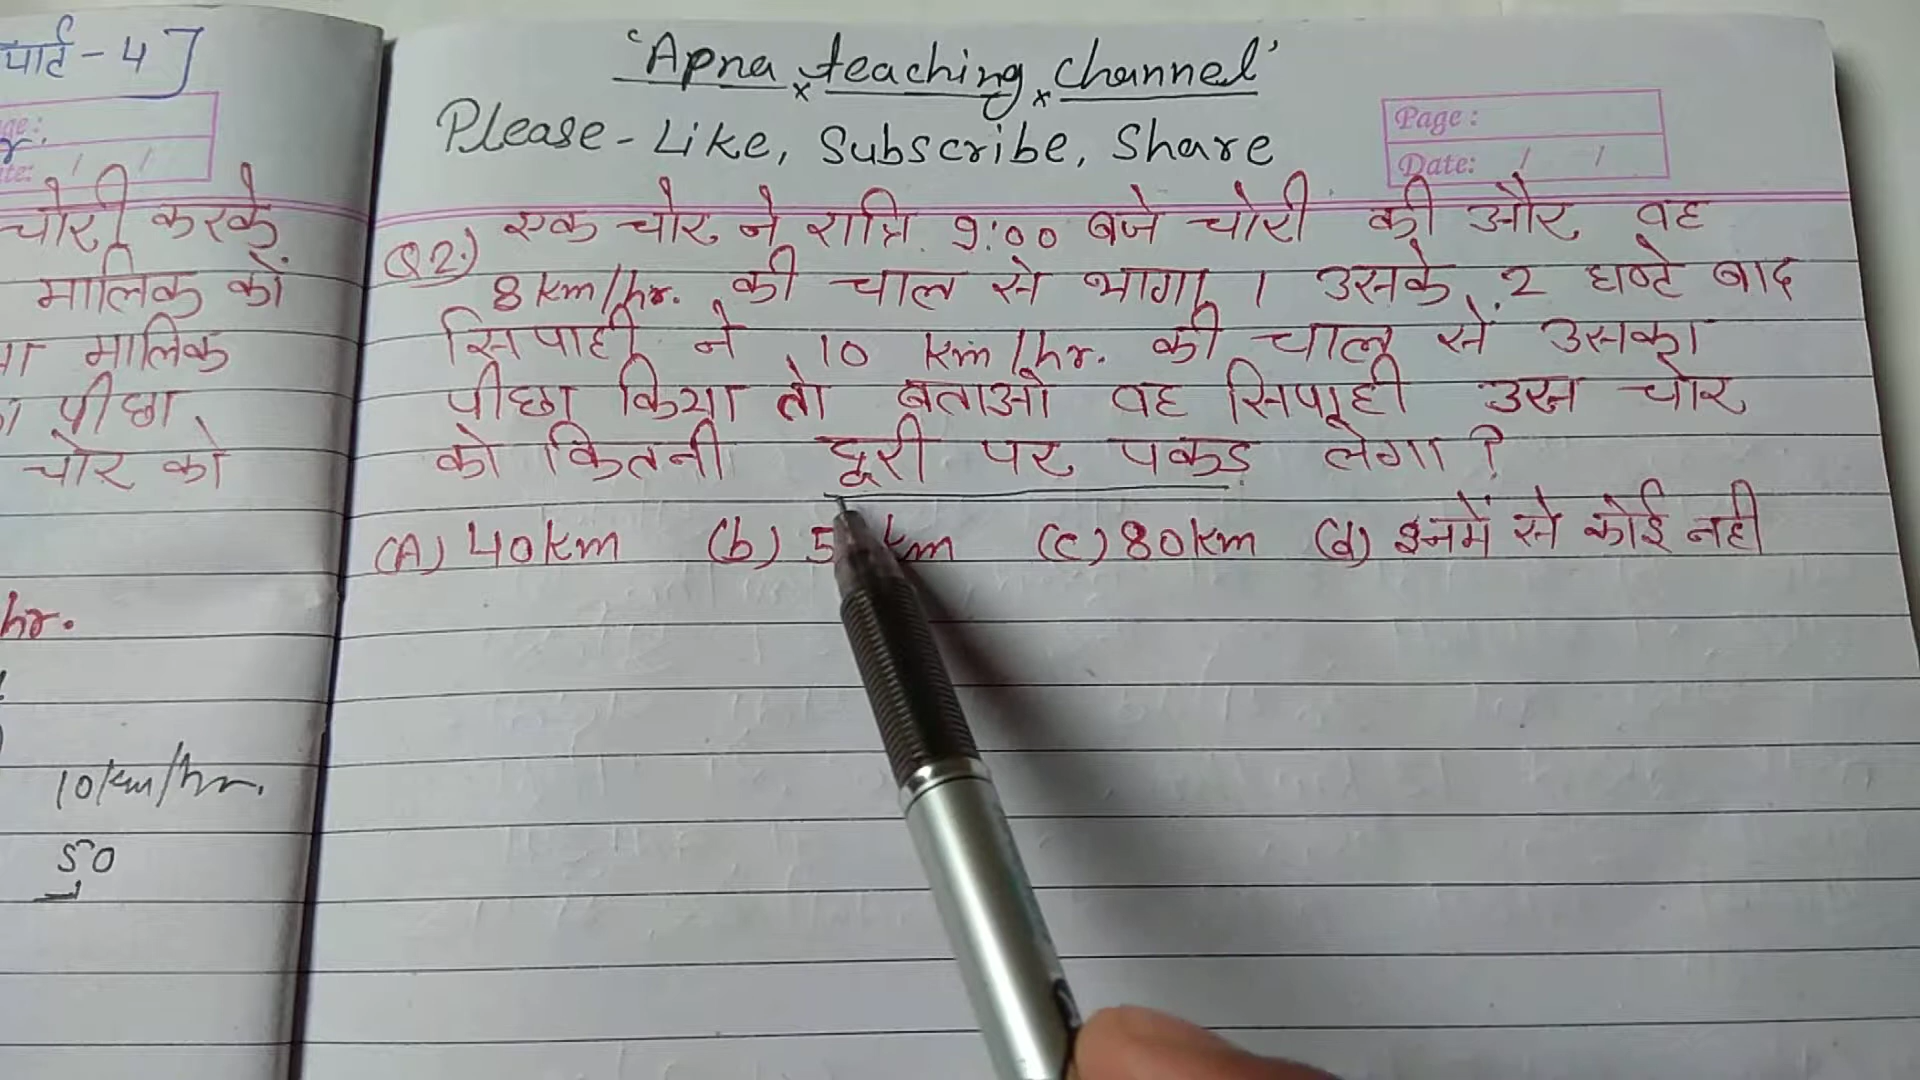 पार्ट - 4]
'Apna teaching channel'
Please - Like, Subscribe, Share
Page :
Date: / /
चोरी करके
मालिक को
मालिक
पीछा
चोर को
hr.
10km/hr.
50
Q2.) एक चोर ने रात्रि 9:00 बजे चोरी की और वह
8km/hr. की चाल से भागा। उसके 2 घण्टे बाद
सिपाही ने 10 km/hr. की चाल से उसका
पीछा किया तो बताओ वह सिपाही उस चोर
को कितनी दूरी पर पकड़ लेगा ?
(A) 40km (b) 5 km (c) 80km (d) इनमें से कोई नही